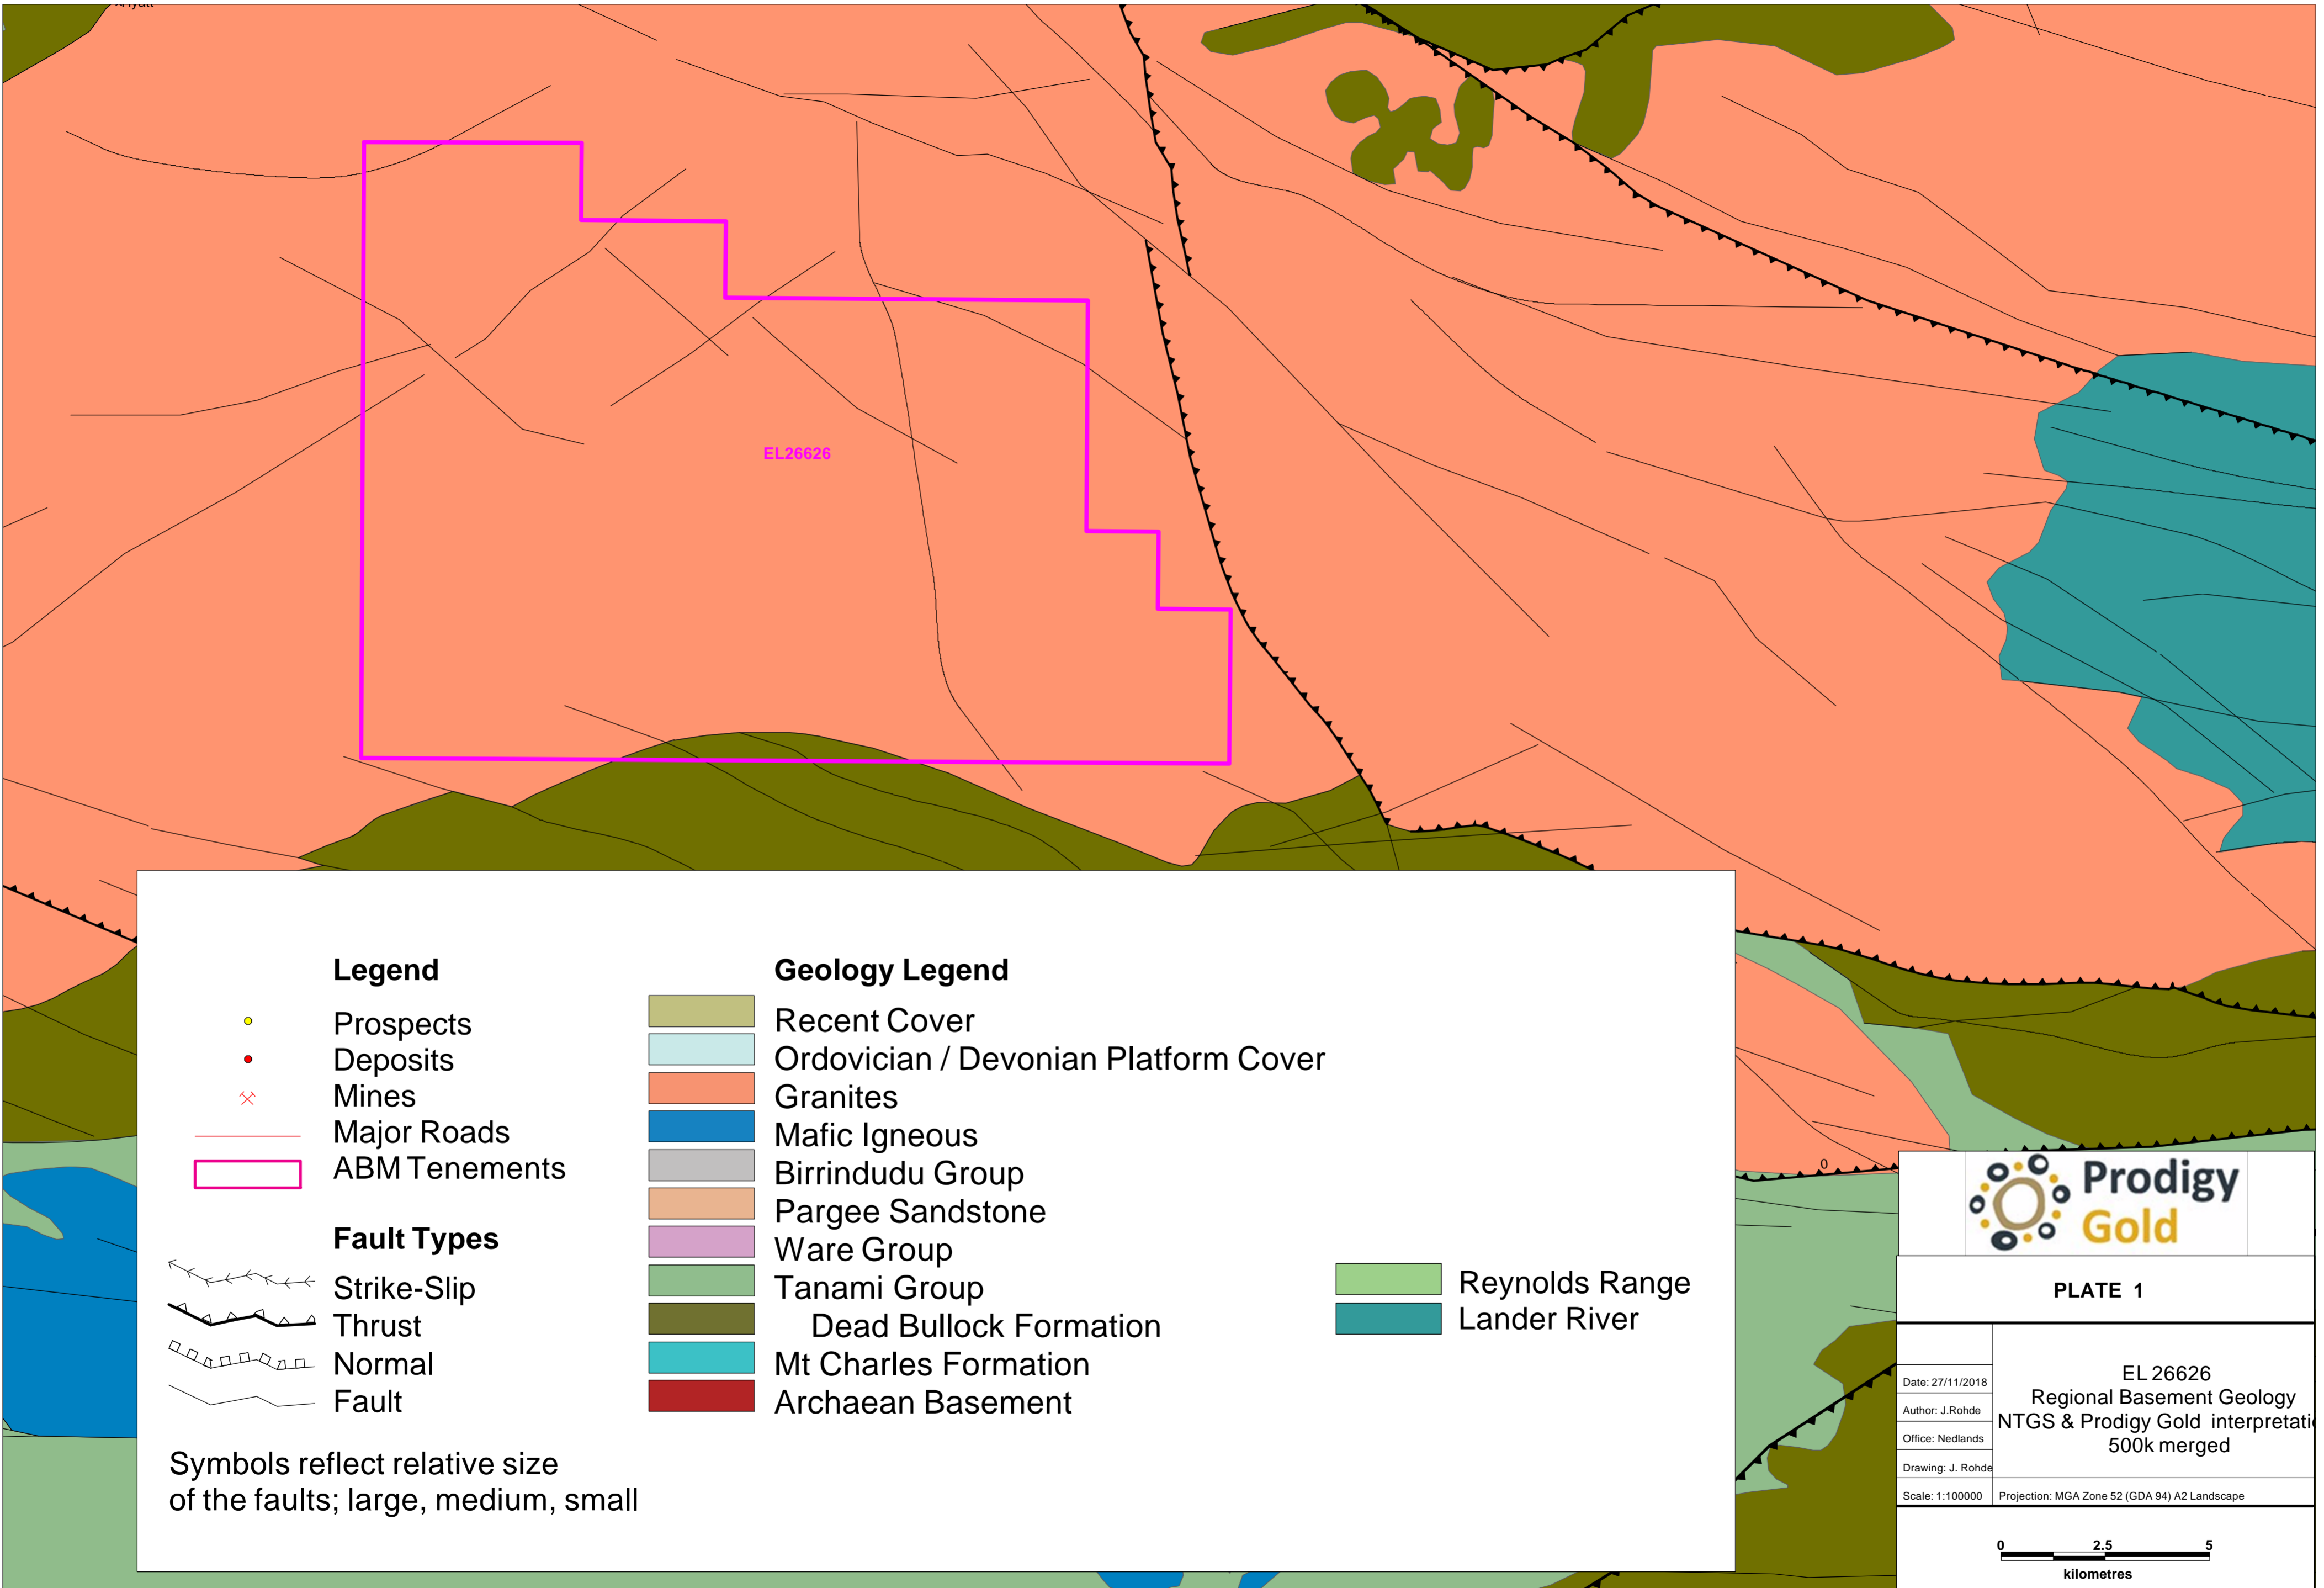 EL26626
Legend
Prospects
Deposits
Mines
Major Roads
ABM Tenements
Fault Types
Strike-Slip
Thrust
Normal
Fault
Symbols reflect relative size
of the faults; large, medium, small
Geology Legend
Recent Cover
Ordovician / Devonian Platform Cover
Granites
Mafic Igneous
Birrindudu Group
Pargee Sandstone
Ware Group
Tanami Group
Dead Bullock Formation
Mt Charles Formation
Archaean Basement
Reynolds Range
Lander River
0
Prodigy
Gold
PLATE 1
Date: 27/11/2018
Author: J.Rohde
Office: Nedlands
Drawing: J. Rohde
Scale: 1:100000
EL 26626
Regional Basement Geology
NTGS & Prodigy Gold interpretatio
500k merged
Projection: MGA Zone 52 (GDA 94) A2 Landscape
0 2.5 5
kilometres